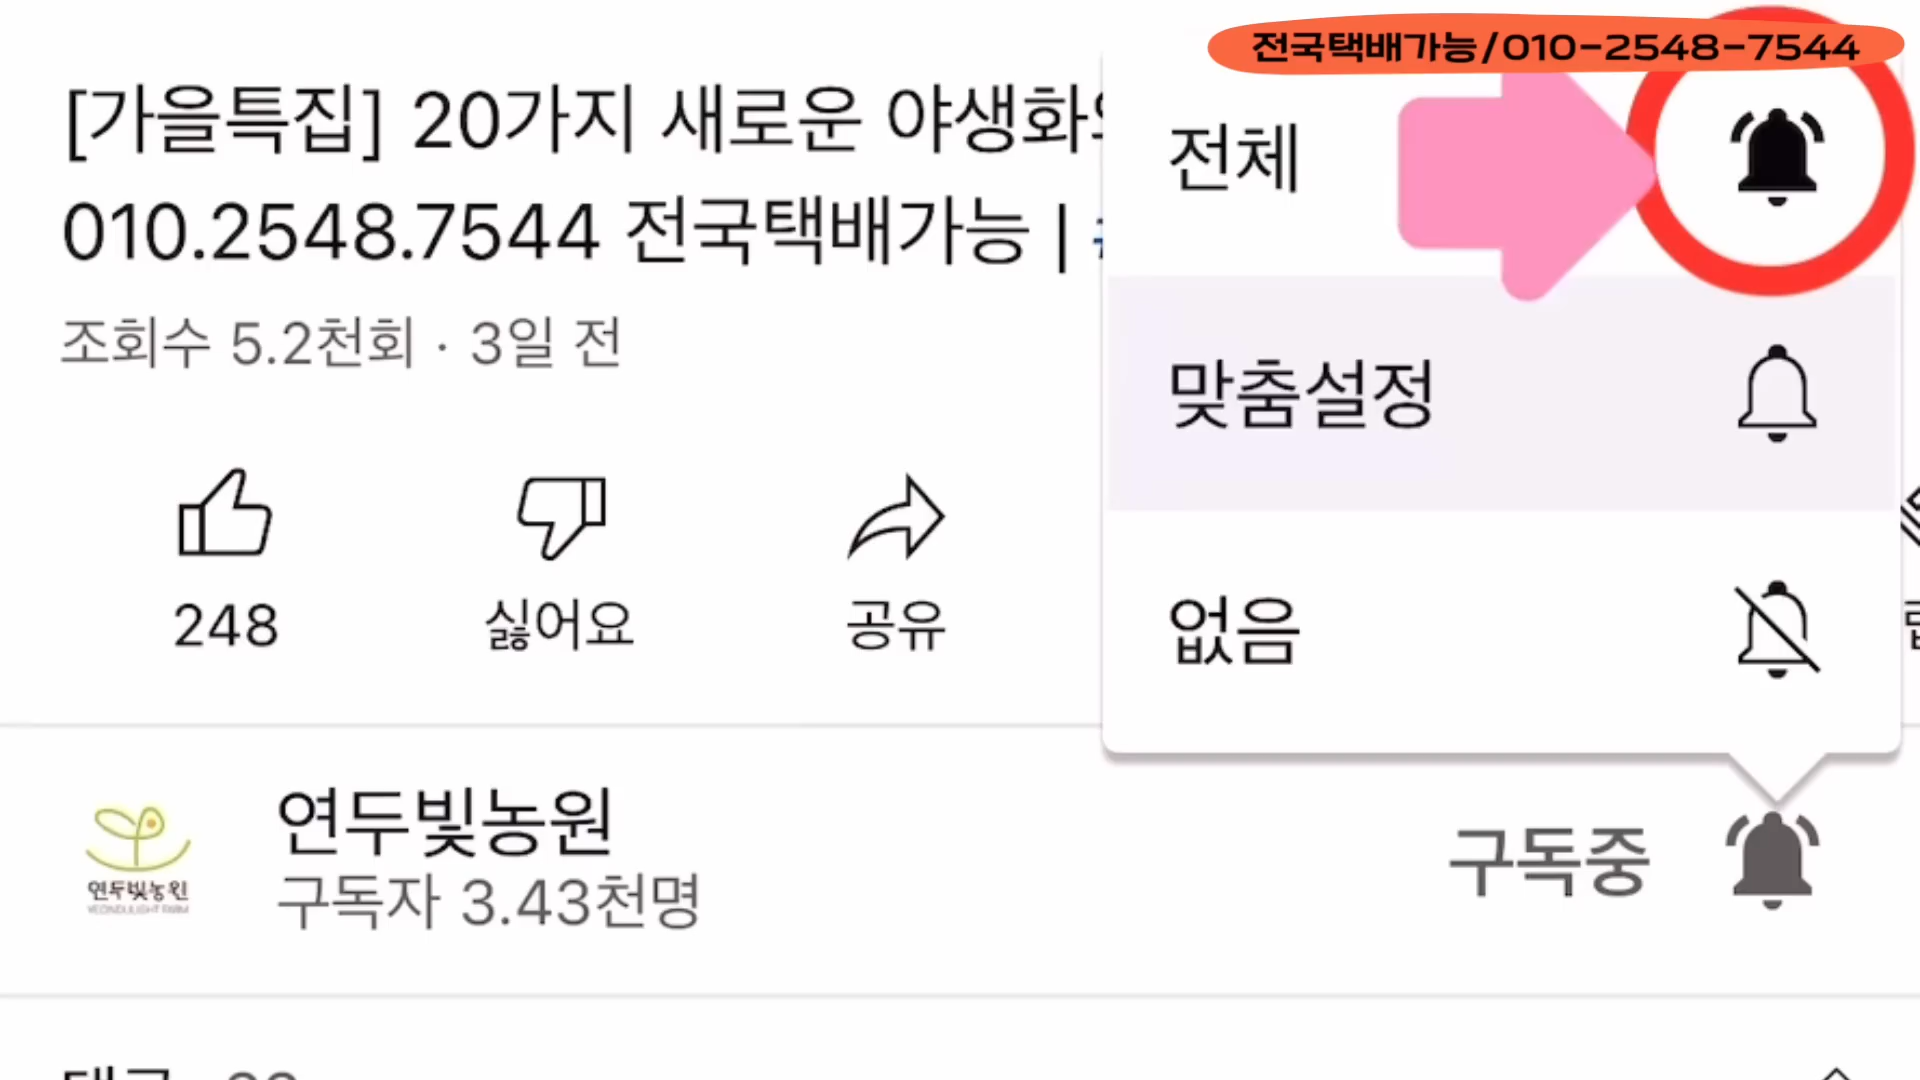 전국택배가능/010-2548-7544
[가을특집] 20가지 새로운 야생화
010.2548.7544 전국택배가능 |
조회수 5.2천회 · 3일 전
248
싫어요
공유
전체
맞춤설정
없음
연두빛농원
구독자 3.43천명
구독중
연두빛농원
YEONDULIGHT FARM